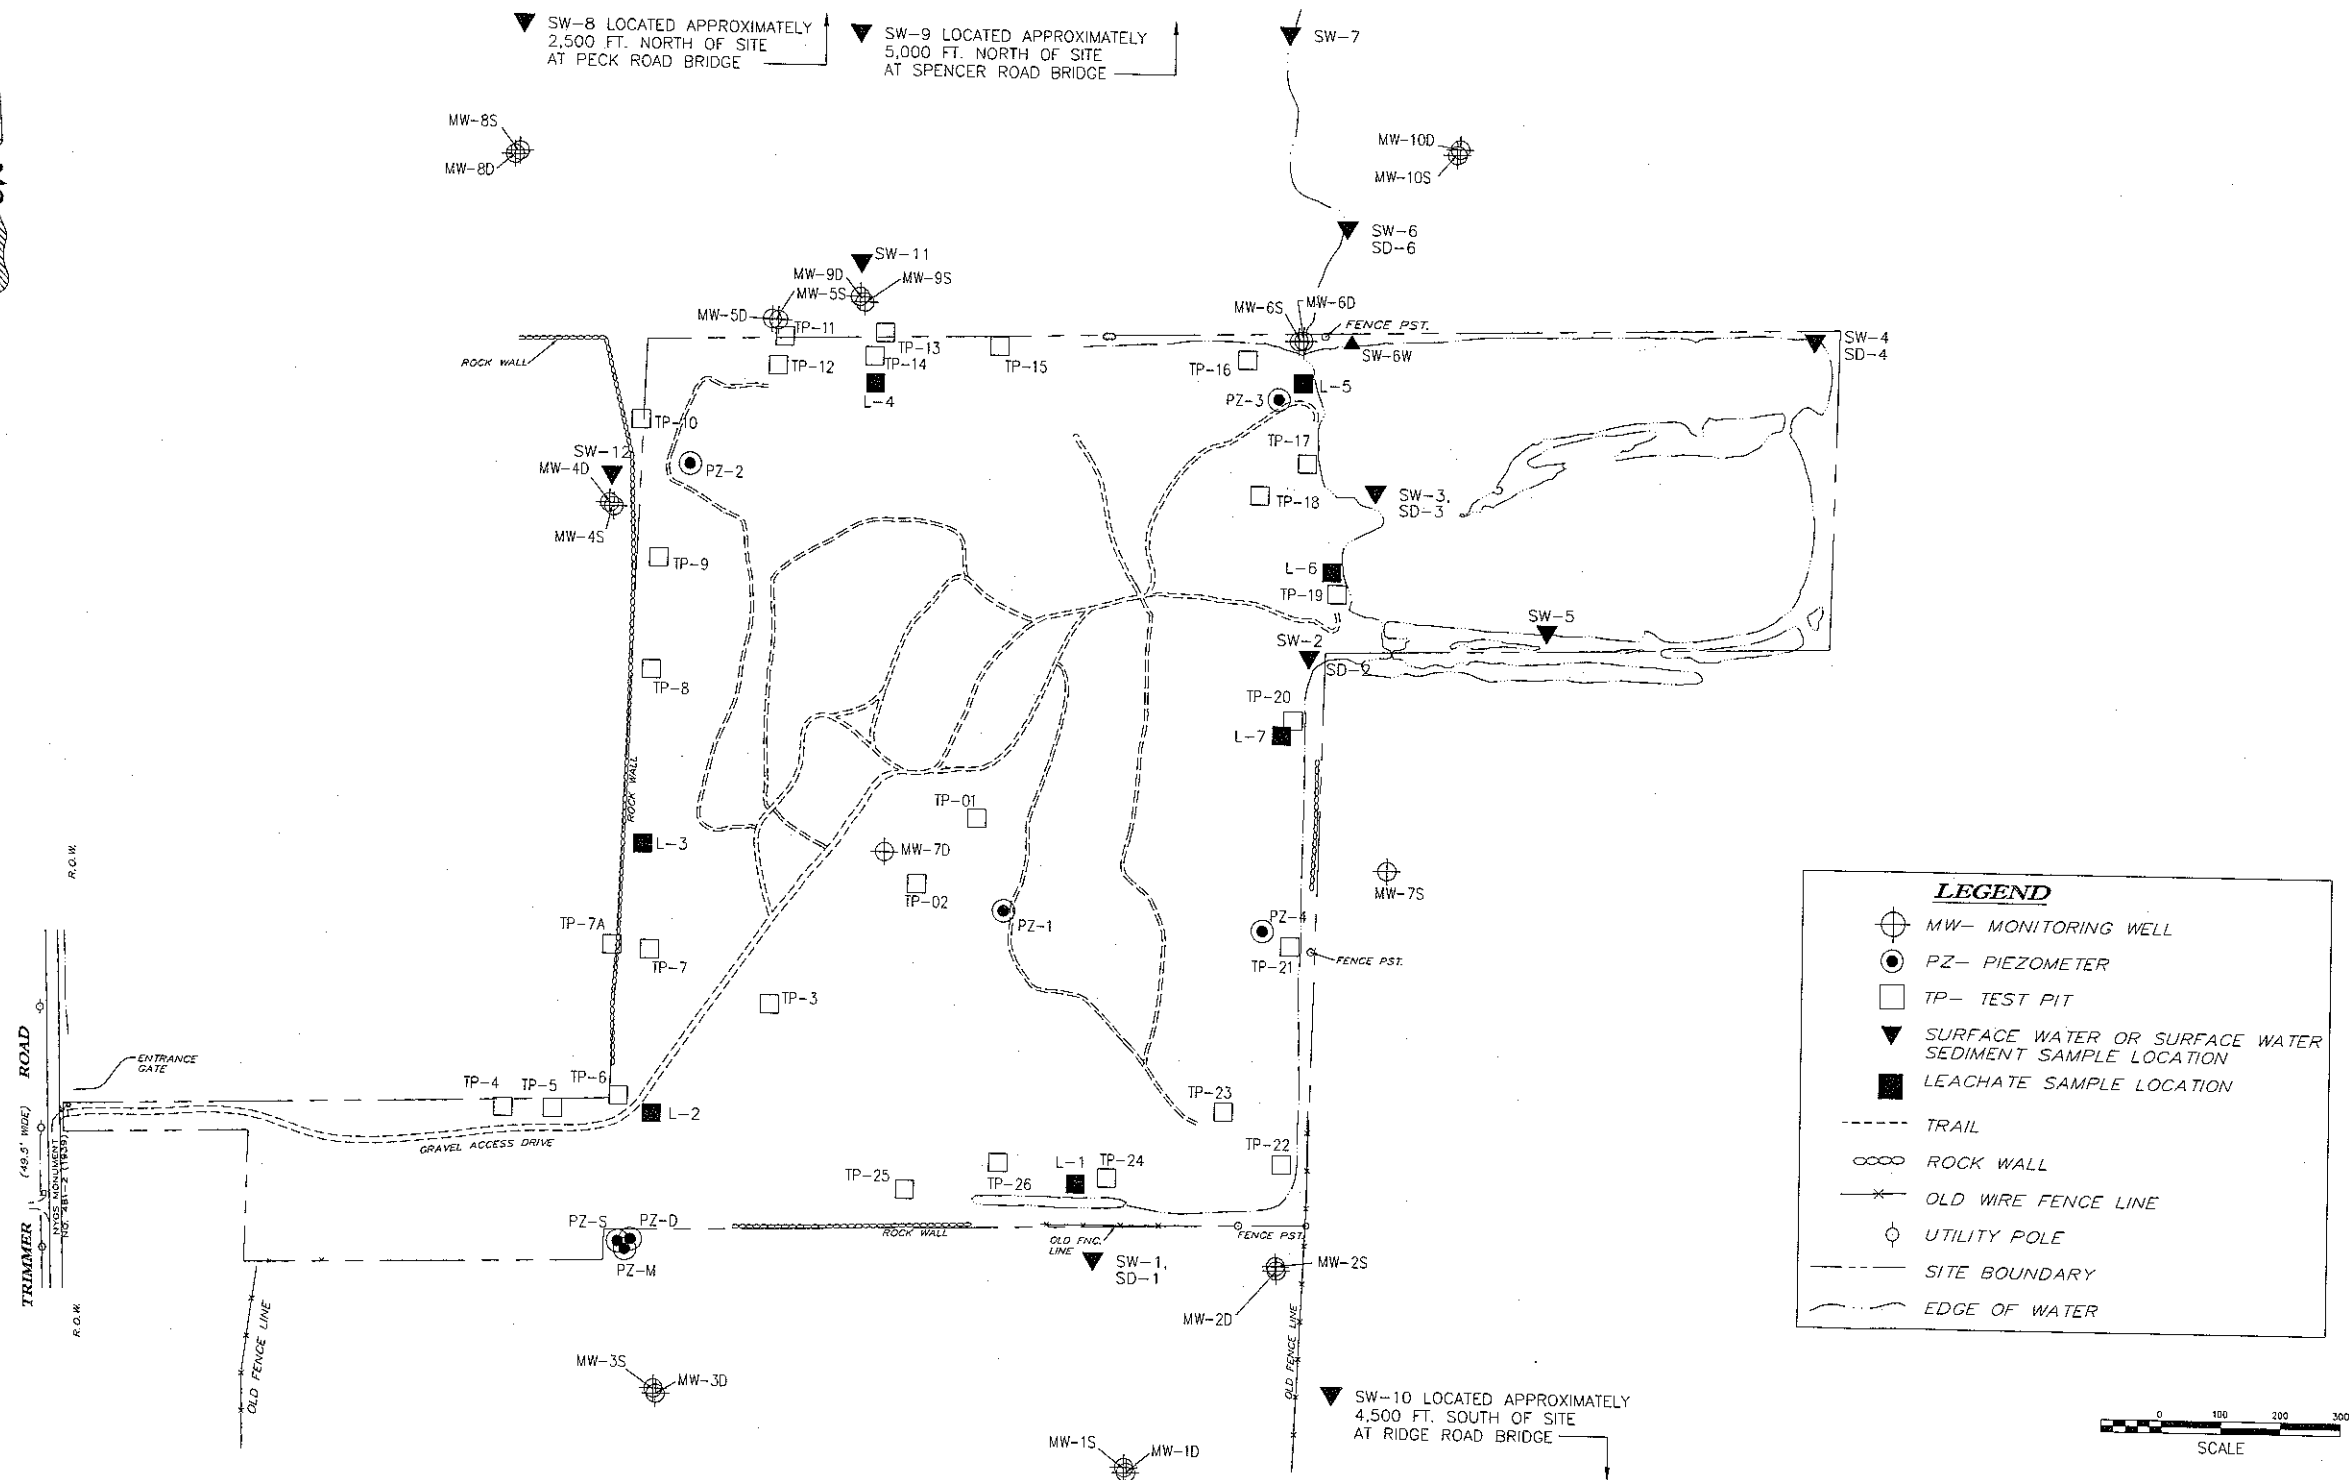 SW-8 LOCATED APPROXIMATELY
2,500 FT. NORTH OF SITE
AT PECK ROAD BRIDGE
SW-9 LOCATED APPROXIMATELY
5,000 FT. NORTH OF SITE
AT SPENCER ROAD BRIDGE
SW-7
MW-8S
MW-8D
MW-10D
MW-10S
SW-6
SD-6
SW-11
MW-9D
MW-9S
MW-5S
MW-5D
MW-6S
MW-6D
FENCE PST.
SW-6W
SW-4
SD-4
ROCK WALL
TP-11
TP-12
TP-13
TP-14
TP-15
TP-16
L-4
L-5
PZ-3
TP-10
TP-17
SW-12
MW-4D
PZ-2
TP-18
SW-3,
SD-3
MW-4S
TP-9
L-6
TP-19
SW-5
SW-2
SD-2
TP-8
TP-20
L-7
ROCK WALL
TP-01
L-3
MW-7D
R.O.W.
MW-7S
TP-02
PZ-1
PZ-4
TP-7A
TP-7
TP-21
FENCE PST.
TP-3
ENTRANCE
GATE
TP-4
TP-5
TP-6
L-2
TP-23
GRAVEL ACCESS DRIVE
TP-22
TRIMMER (49.5' WIDE) ROAD
NYGS MONUMENT
NO. 481-2 (1939)
TP-25
TP-26
L-1
TP-24
PZ-S
PZ-D
PZ-M
ROCK WALL
OLD FNC.
LINE
FENCE PST.
SW-1,
SD-1
MW-2S
MW-2D
R.O.W.
OLD FENCE LINE
OLD FENCE LINE
MW-3S
MW-3D
MW-1S
MW-1D
SW-10 LOCATED APPROXIMATELY
4,500 FT. SOUTH OF SITE
AT RIDGE ROAD BRIDGE
LEGEND
MW- MONITORING WELL
PZ- PIEZOMETER
TP- TEST PIT
SURFACE WATER OR SURFACE WATER
SEDIMENT SAMPLE LOCATION
LEACHATE SAMPLE LOCATION
TRAIL
ROCK WALL
OLD WIRE FENCE LINE
UTILITY POLE
SITE BOUNDARY
EDGE OF WATER
0 100 200 300
SCALE